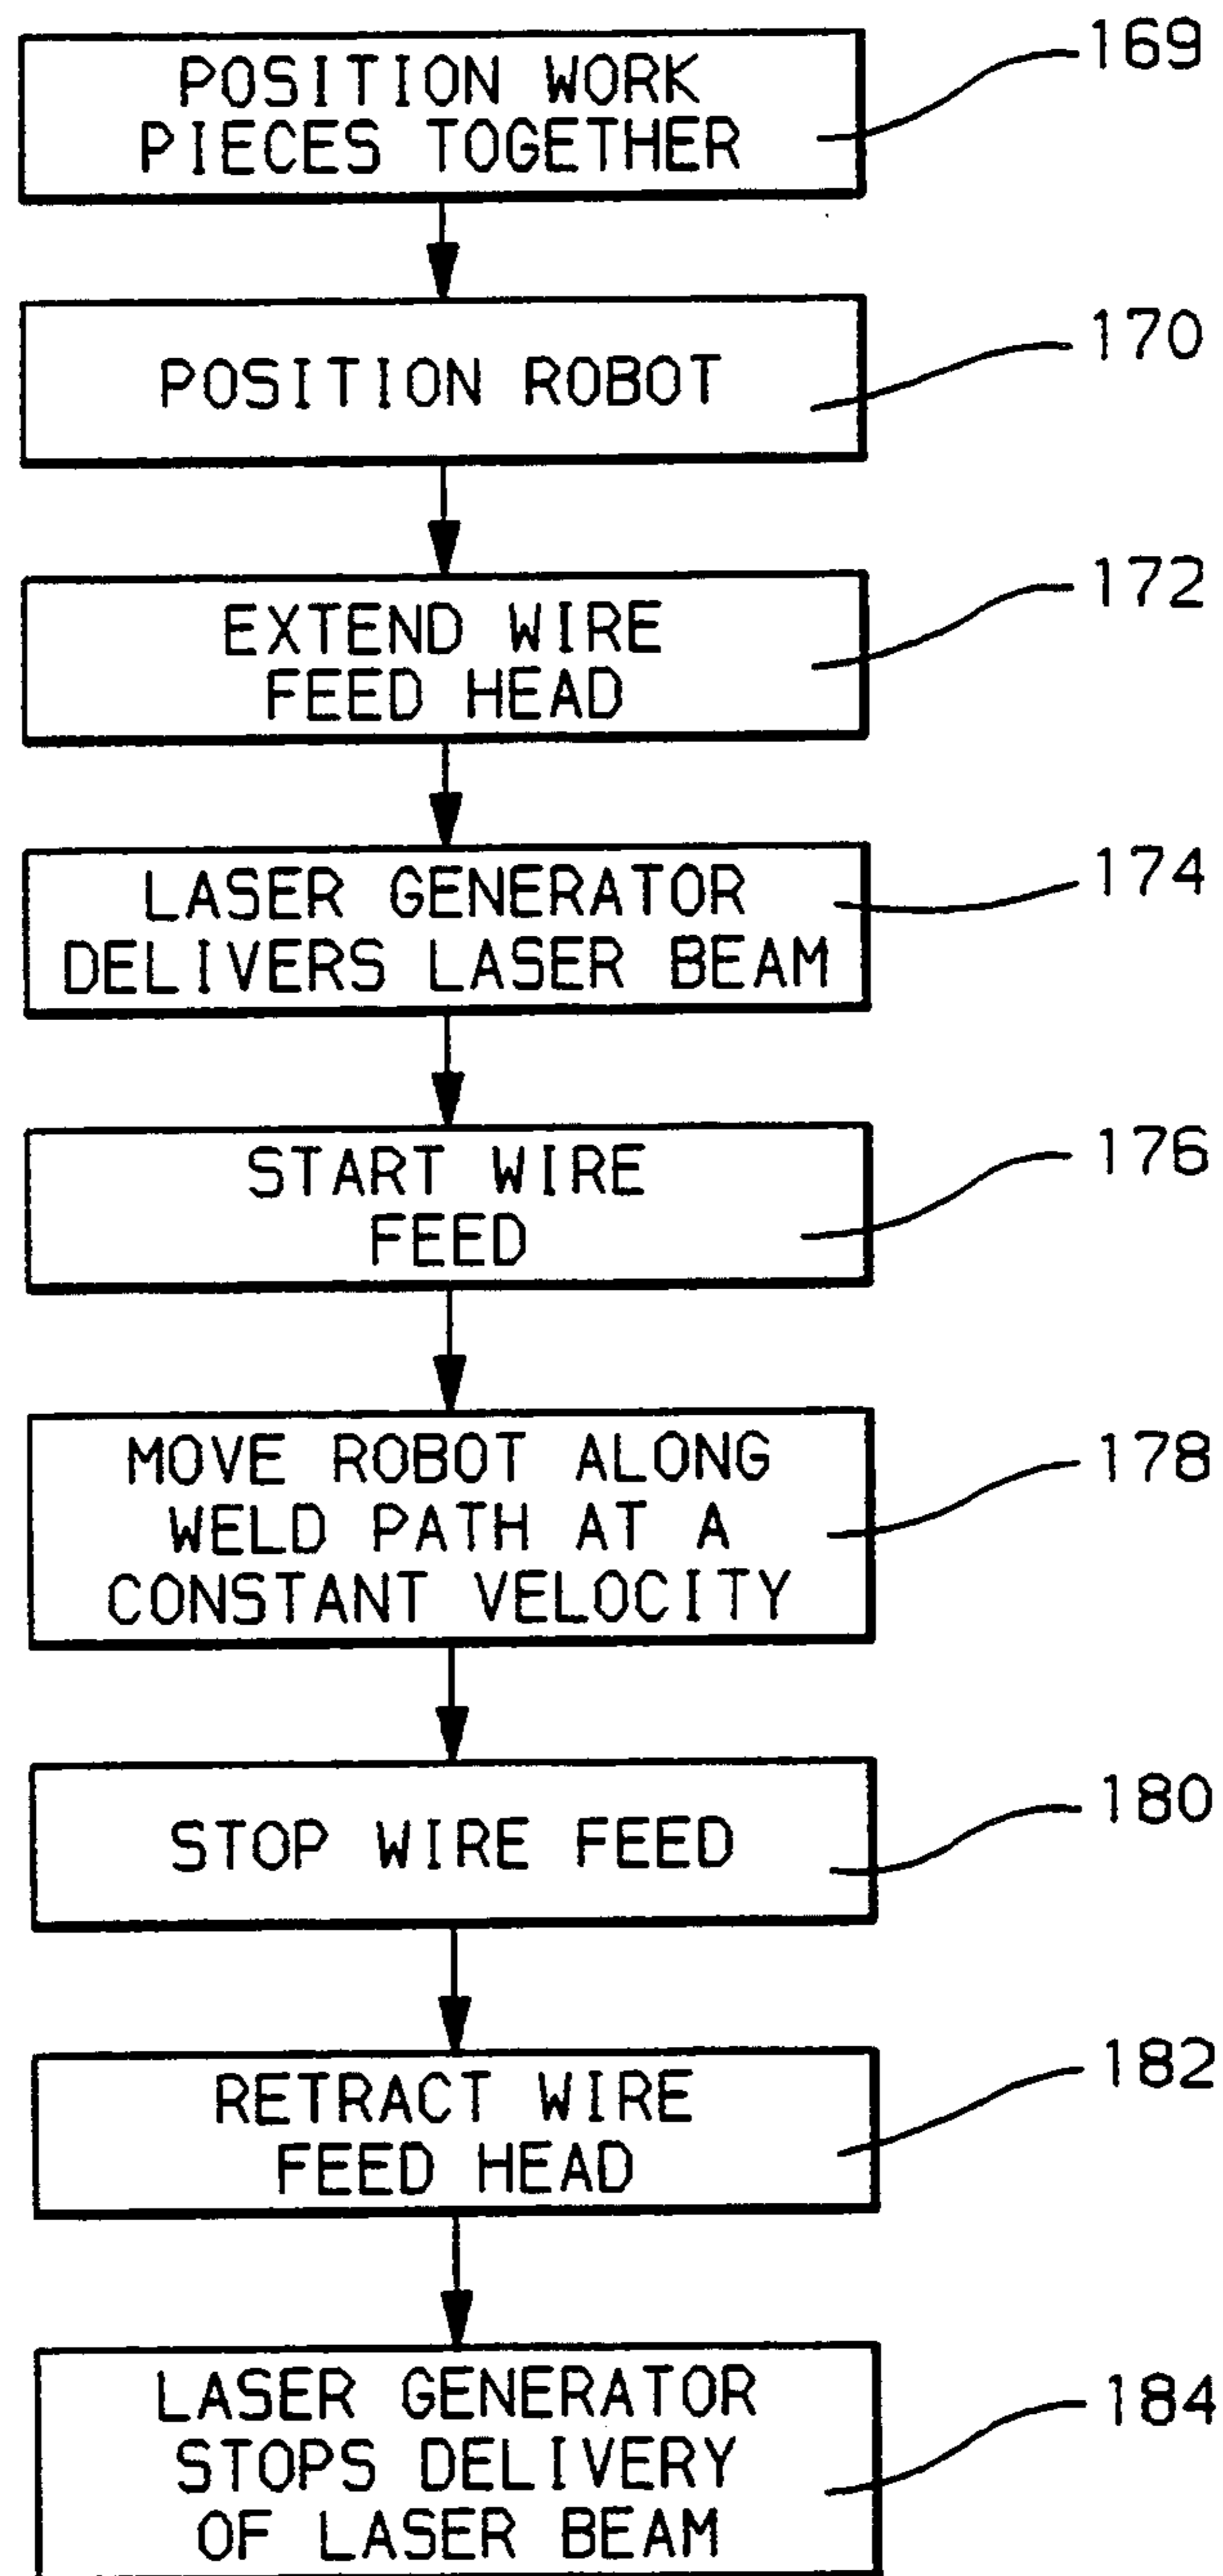 POSITION WORK
PIECES TOGETHER
169
POSITION ROBOT
170
EXTEND WIRE
FEED HEAD
172
LASER GENERATOR
DELIVERS LASER BEAM
174
START WIRE
FEED
176
MOVE ROBOT ALONG
WELD PATH AT A
CONSTANT VELOCITY
178
STOP WIRE FEED
180
RETRACT WIRE
FEED HEAD
182
LASER GENERATOR
STOPS DELIVERY
OF LASER BEAM
184